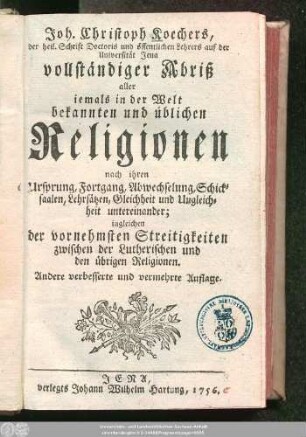 Joh. Christoph Koechers,
der heil. Schrift Doctoris und öffentlichen Lehrers auf der
Universität Jena
vollständiger Abriß
aller
jemals in der Welt
bekannten und üblichen
Religionen
nach ihren
Ursprung, Fortgang, Abwechselung, Schick-
saalen, Lehrsätzen, Gleichheit und Ungleich-
heit untereinander;
ingleichen
der vornehmsten Streitigkeiten
zwischen der Lutherischen und
den übrigen Religionen.
Andere verbesserte und vermehrte Auflage.
JENA,
verlegts Johann Wilhelm Hartung, 1756.